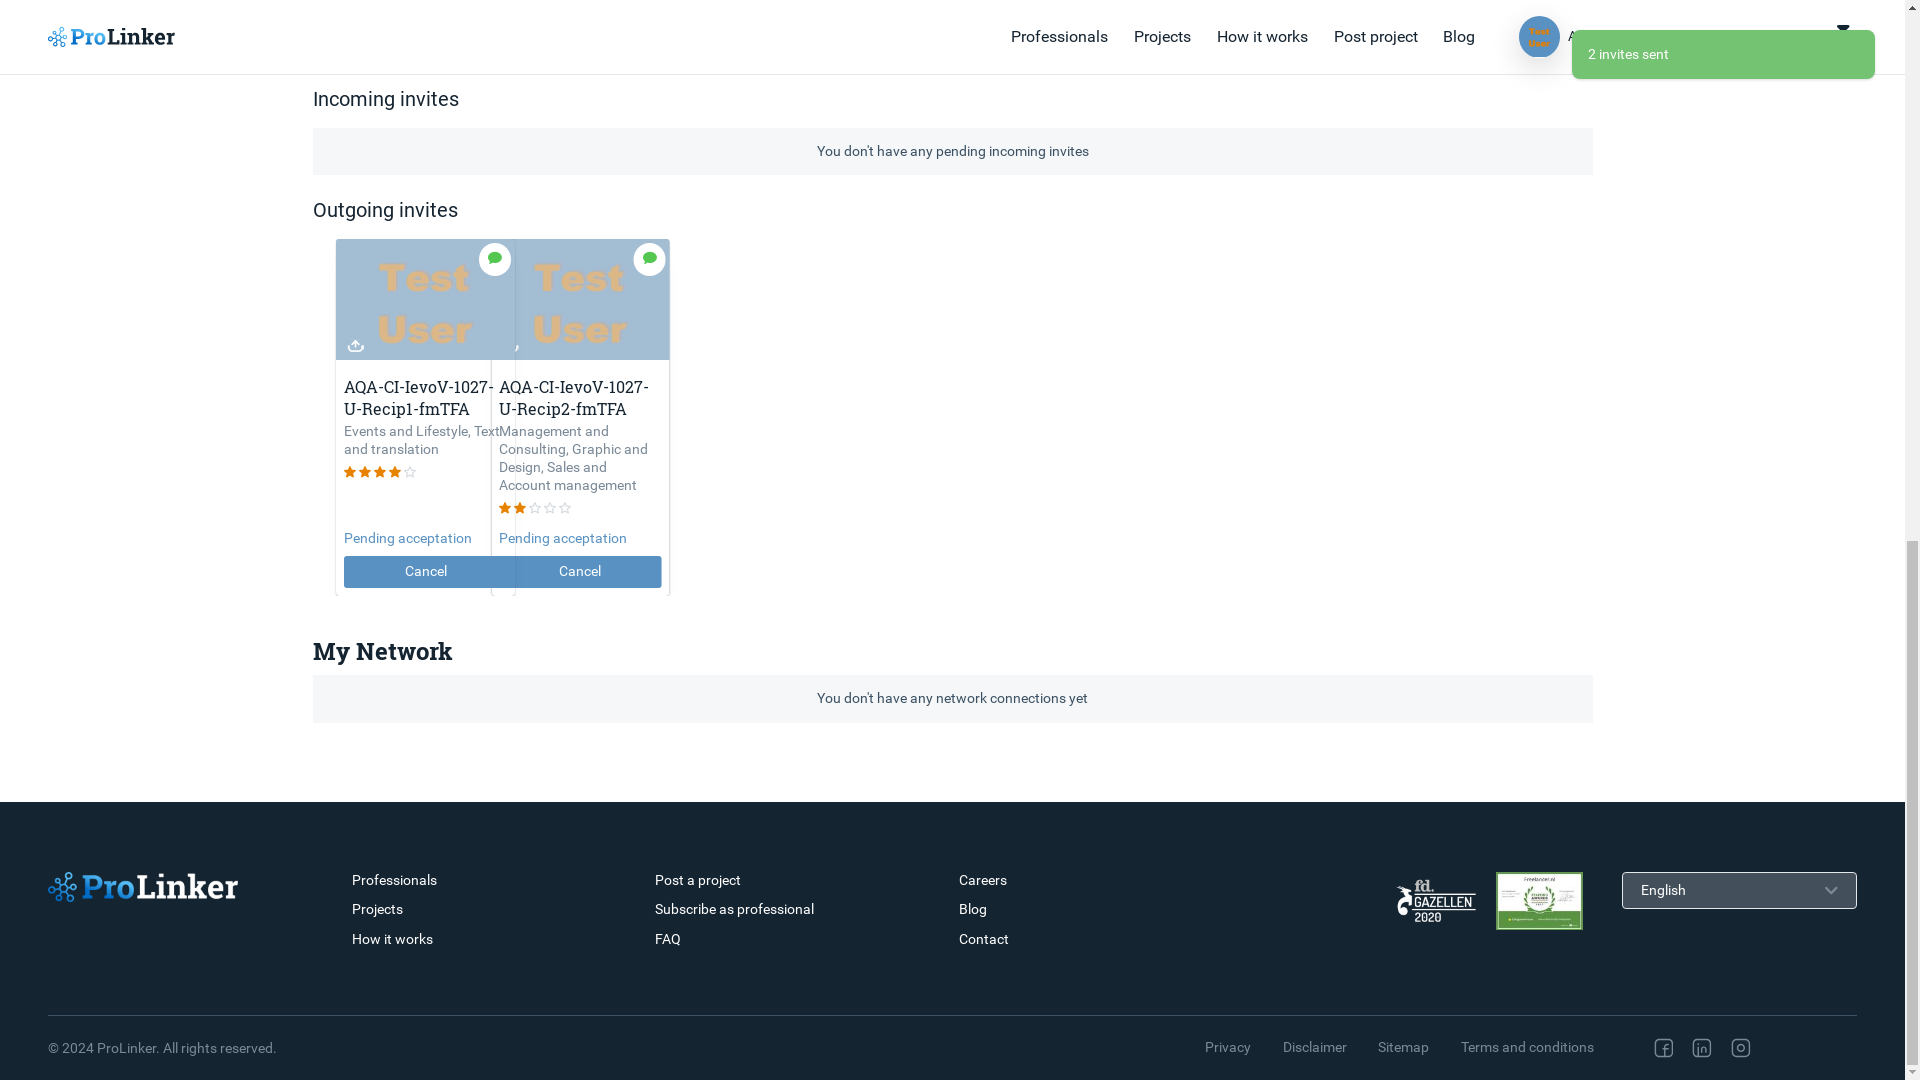 ProLinker
Professionals
Projects
How it works
Post project
Blog
Test
User
A
2 invites sent
Incoming invites
You don't have any pending incoming invites
Outgoing invites
Test
User
AQA-CI-IevoV-1027-
U-Recip1-fmTFA
Events and Lifestyle, Text
and translation
Pending acceptation
Cancel
Test
User
AQA-CI-IevoV-1027-
U-Recip2-fmTFA
Management and
Consulting, Graphic and
Design, Sales and
Account management
Pending acceptation
Cancel
My Network
You don't have any network connections yet
ProLinker
Professionals
Projects
How it works
Post a project
Subscribe as professional
FAQ
Careers
Blog
Contact
fd.
GAZELLEN
2020
Freelancer.nl
English
© 2024 ProLinker. All rights reserved.
Privacy
Disclaimer
Sitemap
Terms and conditions